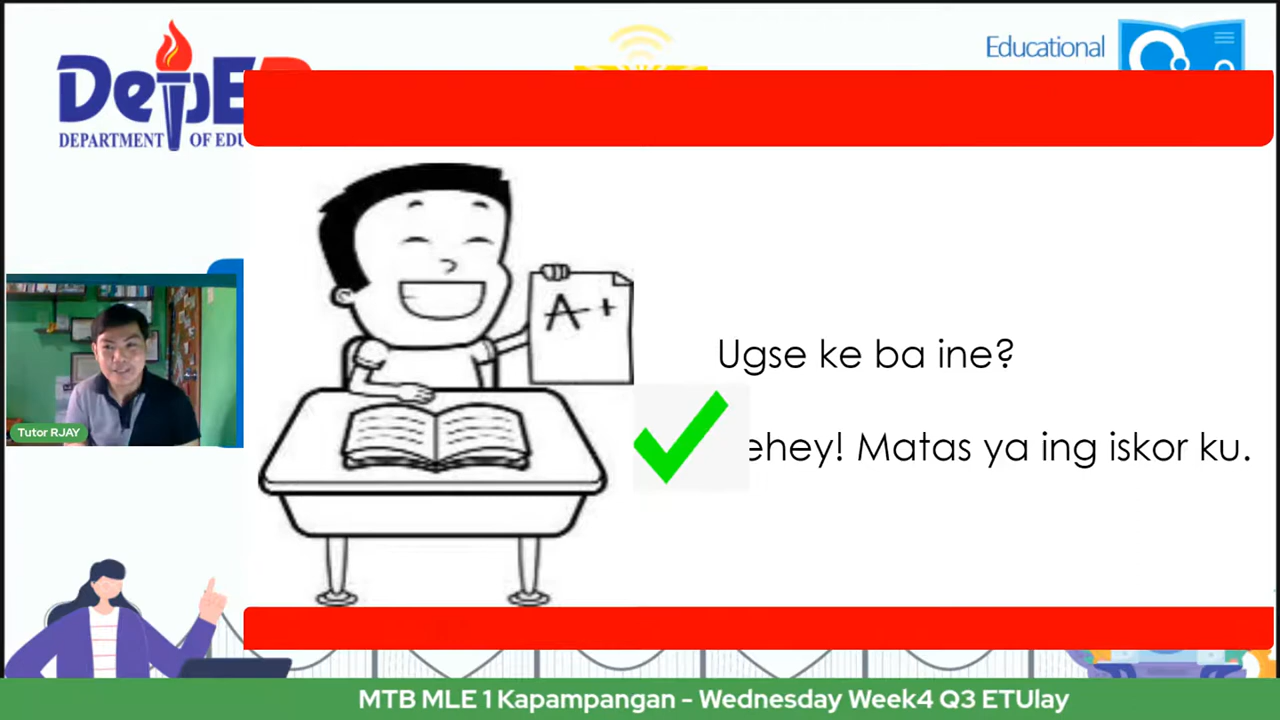 DepE
DEPARTMENT OF EDU
Educational
A+
Ugse ke ba ine?
ehey! Matas ya ing iskor ku.
Tutor RJAY
MTB MLE 1 Kapampangan - Wednesday Week4 Q3 ETUlay